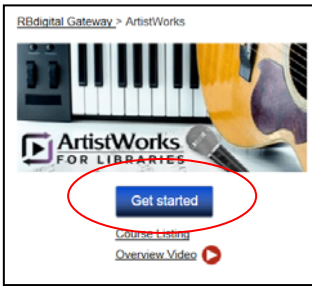 RBdigital Gateway > ArtistWorks
ArtistWorks
FOR LIBRARIES
Get started
Course Listing
Overview Video